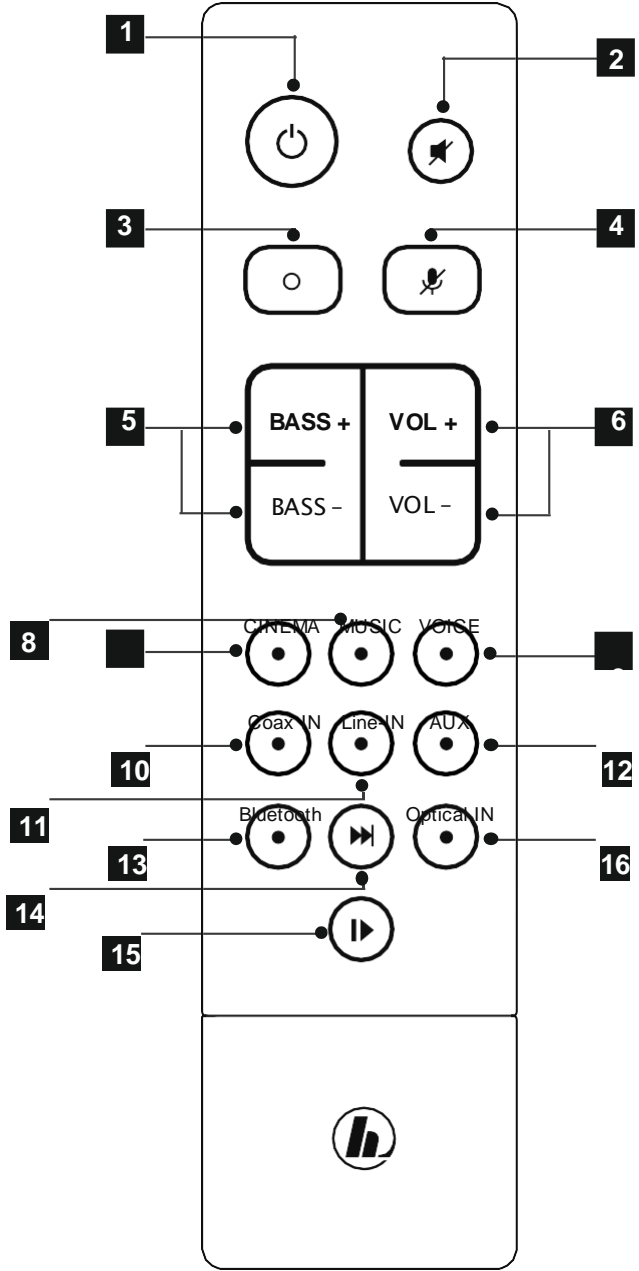 1
2
3
4
5 BASS + VOL + 6
BASS – VOL –
CINEMA MUSIC VOICE
8
Coax IN Line-IN AUX
10 12
11
Bluetooth Optical IN
13 16
14
15
h